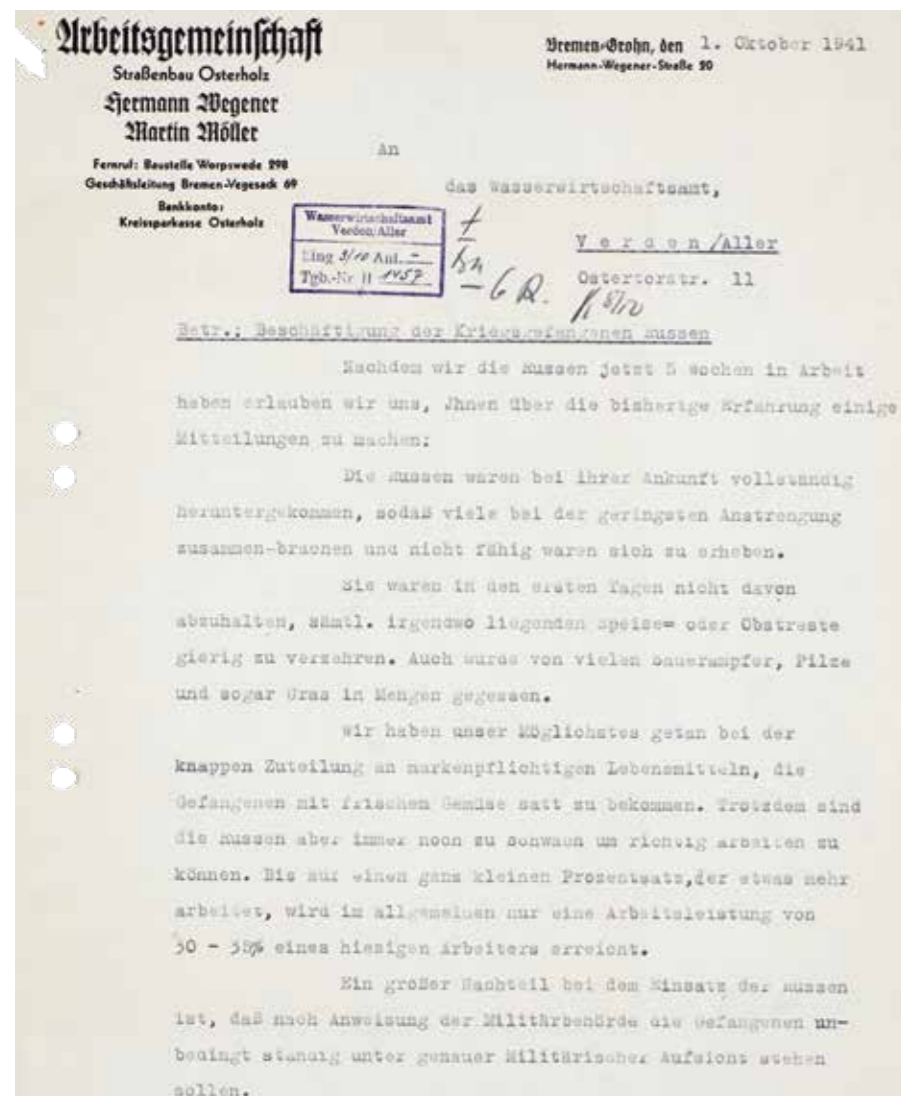 Arbeitsgemeinschaft
Straßenbau Osterholz
Hermann Wegener
Martin Möller
Fernruf: Baustelle Worpswede 298
Geschäftsleitung Bremen-Vegesack 69
Bankkonto:
Kreissparkasse Osterholz
Bremen-Grohn, den 1. Oktober 1941
Hermann-Wegener-Straße 20
An
das Wasserwirtschaftsamt,
Verden/Aller
Ostertorstr. 11
Wasserwirtschaftsamt
Verden/Aller
Eing 3/10 Anl. -
Tgb.-Nr. II 1457
Betr.: Beschäftigung der Kriegsgefangenen Russen
Nachdem wir die Russen jetzt 5 Wochen in Arbeit
haben erlauben wir uns, Jhnen über die bisherige Erfahrung einige
Mitteilungen zu machen:
Die Russen waren bei ihrer Ankunft vollständig
heruntergekommen, sodaß viele bei der geringsten Anstrengung
zusammen-brachen und nicht fähig waren sich zu erheben.
Sie waren in den ersten Tagen nicht davon
abzuhalten, sämtl. irgendwo liegenden Speise= oder Obstreste
gierig zu verzehren. Auch wurde von vielen Sauerampfer, Pilze
und sogar Gras in Mengen gegessen.
Wir haben unser Möglichstes getan bei der
knappen Zuteilung an markenpflichtigen Lebensmitteln, die
Gefangenen mit frischem Gemüse satt zu bekommen. Trotzdem sind
die Russen aber immer noch zu schwach um richtig arbeiten zu
können. Bis auf einen ganz kleinen Prozentsatz,der etwas mehr
arbeitet, wird im allgemeinen nur eine Arbeitsleistung von
30 - 35% eines hiesigen Arbeiters erreicht.
Ein großer Nachteil bei dem Einsatz der Russen
ist, daß nach Anweisung der Militärbehörde die Gefangenen un-
bedingt ständig unter genauer Militärischer Aufsicht stehen
sollen.